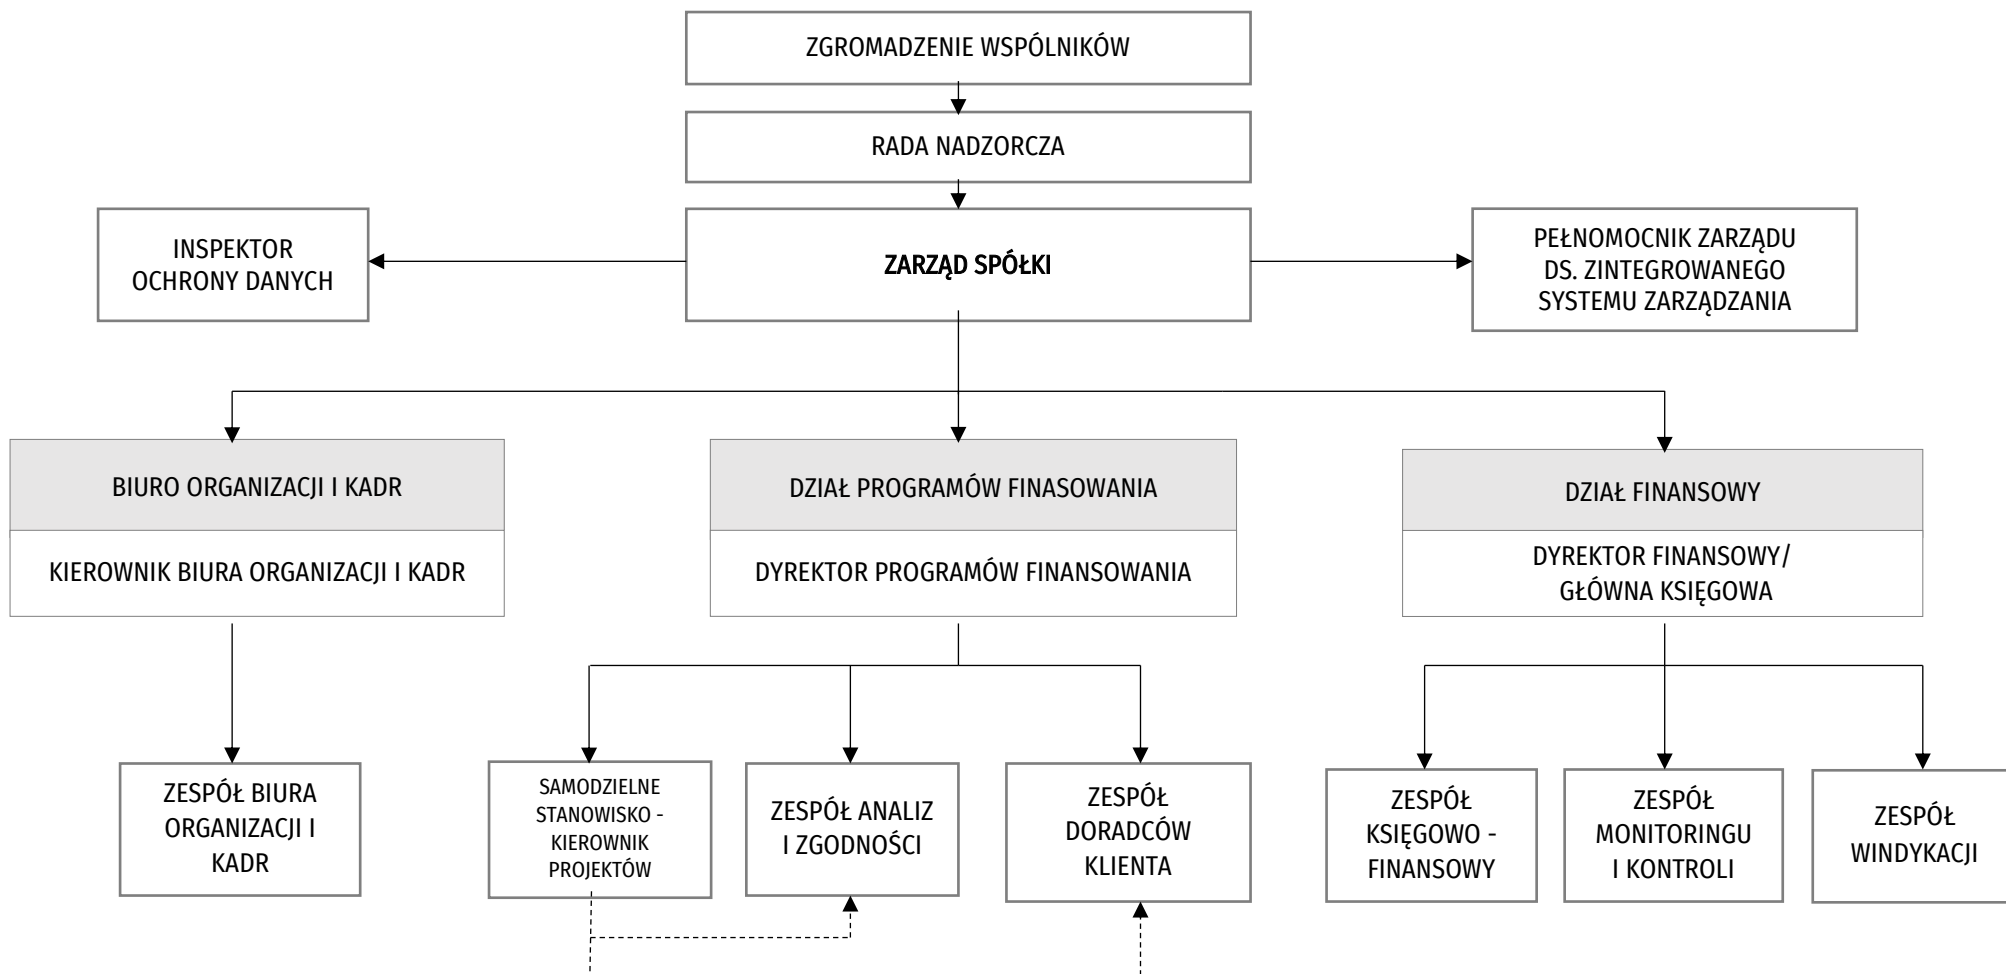 ZGROMADZENIE WSPÓLNIKÓW
RADA NADZORCZA
INSPEKTOR
OCHRONY DANYCH
ZARZĄD SPÓŁKI
PEŁNOMOCNIK ZARZĄDU
DS. ZINTEGROWANEGO
SYSTEMU ZARZĄDZANIA
BIURO ORGANIZACJI I KADR
KIEROWNIK BIURA ORGANIZACJI I KADR
DZIAŁ PROGRAMÓW FINASOWANIA
DYREKTOR PROGRAMÓW FINANSOWANIA
DZIAŁ FINANSOWY
DYREKTOR FINANSOWY/
GŁÓWNA KSIĘGOWA
ZESPÓŁ BIURA
ORGANIZACJI I
KADR
SAMODZIELNE
STANOWISKO -
KIEROWNIK
PROJEKTÓW
ZESPÓŁ ANALIZ
I ZGODNOŚCI
ZESPÓŁ
DORADCÓW
KLIENTA
ZESPÓŁ
KSIĘGOWO -
FINANSOWY
ZESPÓŁ
MONITORINGU
I KONTROLI
ZESPÓŁ
WINDYKACJI